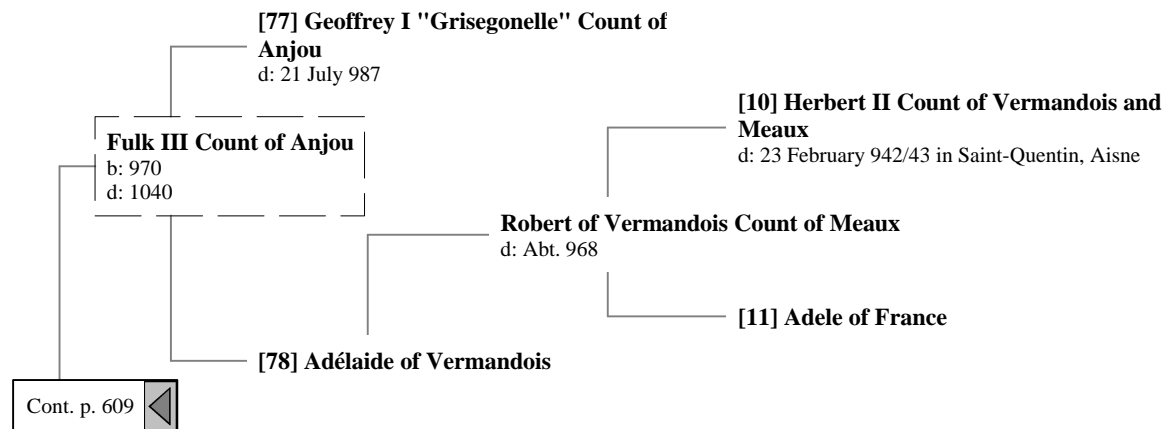 [77] Geoffrey I "Grisegonelle" Count of
Anjou
d: 21 July 987
[10] Herbert II Count of Vermandois and
Meaux
d: 23 February 942/43 in Saint-Quentin, Aisne
Fulk III Count of Anjou
b: 970
d: 1040
Robert of Vermandois Count of Meaux
d: Abt. 968
[11] Adele of France
[78] Adélaide of Vermandois
Cont. p. 609